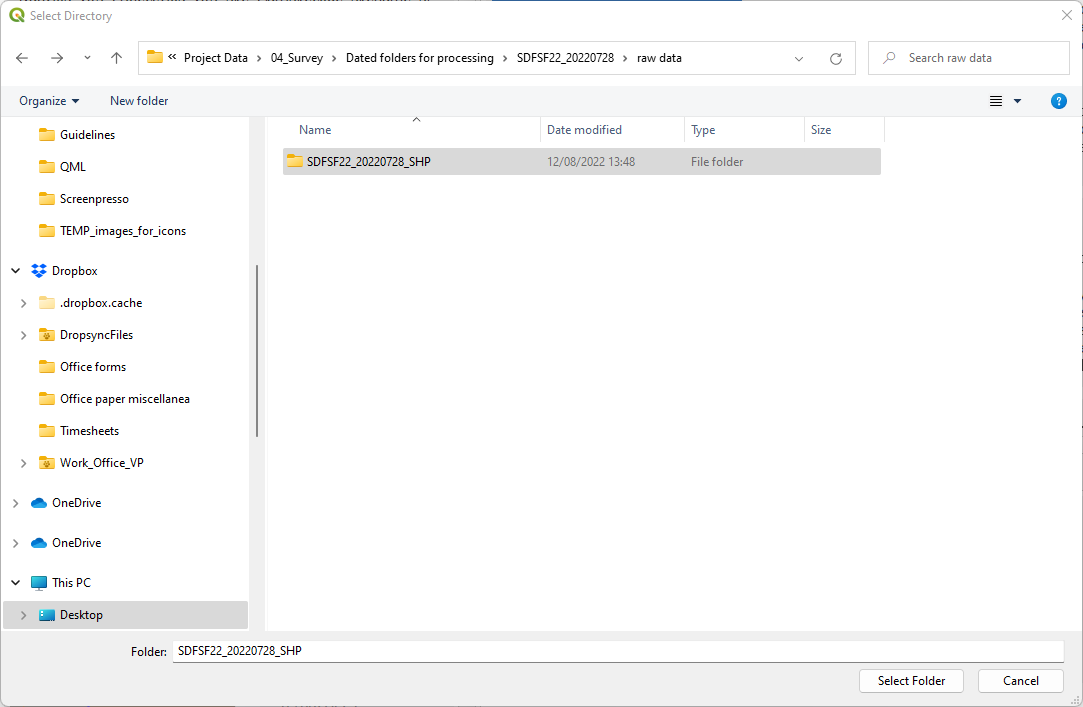 Select Directory
« Project Data > 04_Survey > Dated folders for processing > SDFSF22_20220728 > raw data
Search raw data
Organize
New folder
?
Name
Date modified
Type
Size
SDFSF22_20220728_SHP
12/08/2022 13:48
File folder
Guidelines
QML
Screenpresso
TEMP_images_for_icons
Dropbox
.dropbox.cache
DropsyncFiles
Office forms
Office paper miscellanea
Timesheets
Work_Office_VP
OneDrive
OneDrive
This PC
Desktop
Folder: SDFSF22_20220728_SHP
Select Folder
Cancel